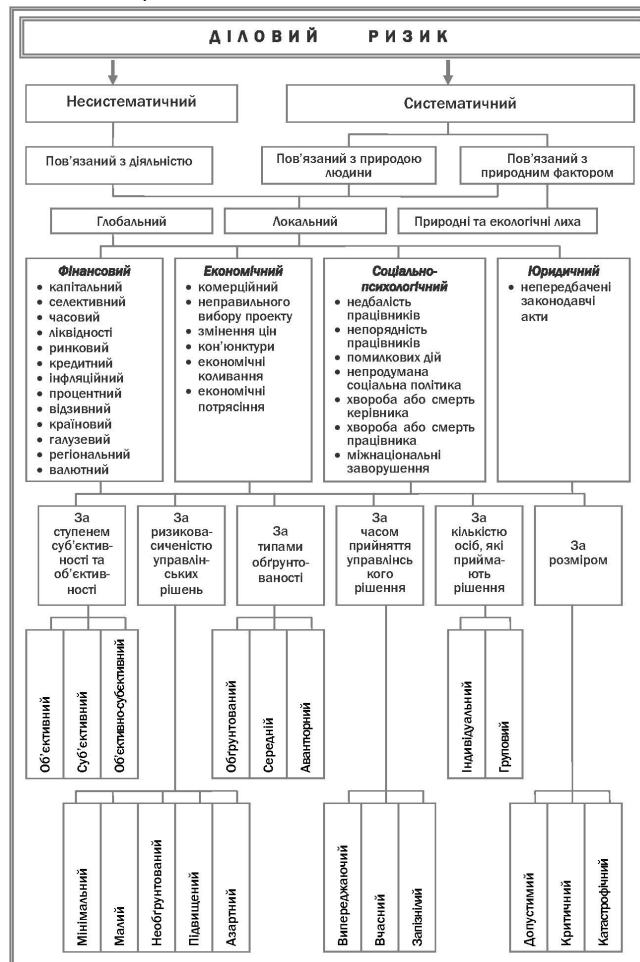 ДІЛОВИЙ РИЗИК
Несистематичний
Систематичний
Пов'язаний з діяльністю
Пов'язаний з природою
людини
Пов'язаний з
природним фактором
Глобальний
Локальний
Природні та екологічні лиха
Фінансовий
• капітальний
• селективний
• часовий
• ліквідності
• ринковий
• кредитний
• інфляційний
• процентний
• відзивний
• країновий
• галузевий
• регіональний
• валютний
Економічний
• комерційний
• неправильного
вибору проекту
• змінення цін
• кон'юнктури
• економічні
коливання
• економічні
потрясіння
Соціально-
психологічний
• недбалість
працівників
• непорядність
працівників
• помилкових дій
• непродумана
соціальна політика
• хвороба або смерть
керівника
• хвороба або смерть
працівника
• міжнаціональні
заворушення
Юридичний
• непередбачені
законодавчі
акти
За
ступенем
суб'єктив-
ності та
об'єктив-
ності
За
ризикова-
сиченістю
управлін-
ських
рішень
За
типами
обґрунто-
ваності
За
часом
прийняття
управлінсь
кого
рішення
За
кількістю
осіб, які
прийма-
ють
рішення
За
розміром
Об'єктивний
Суб'єктивний
Об'єктивно-субєктивний
Обґрунтований
Середній
Авантюрний
Індивідуальний
Груповий
Мінімальний
Малий
Необґрунтований
Підвищений
Азартний
Випереджаючий
Вчасний
Запізнілий
Допустимий
Критичний
Катастрофічний